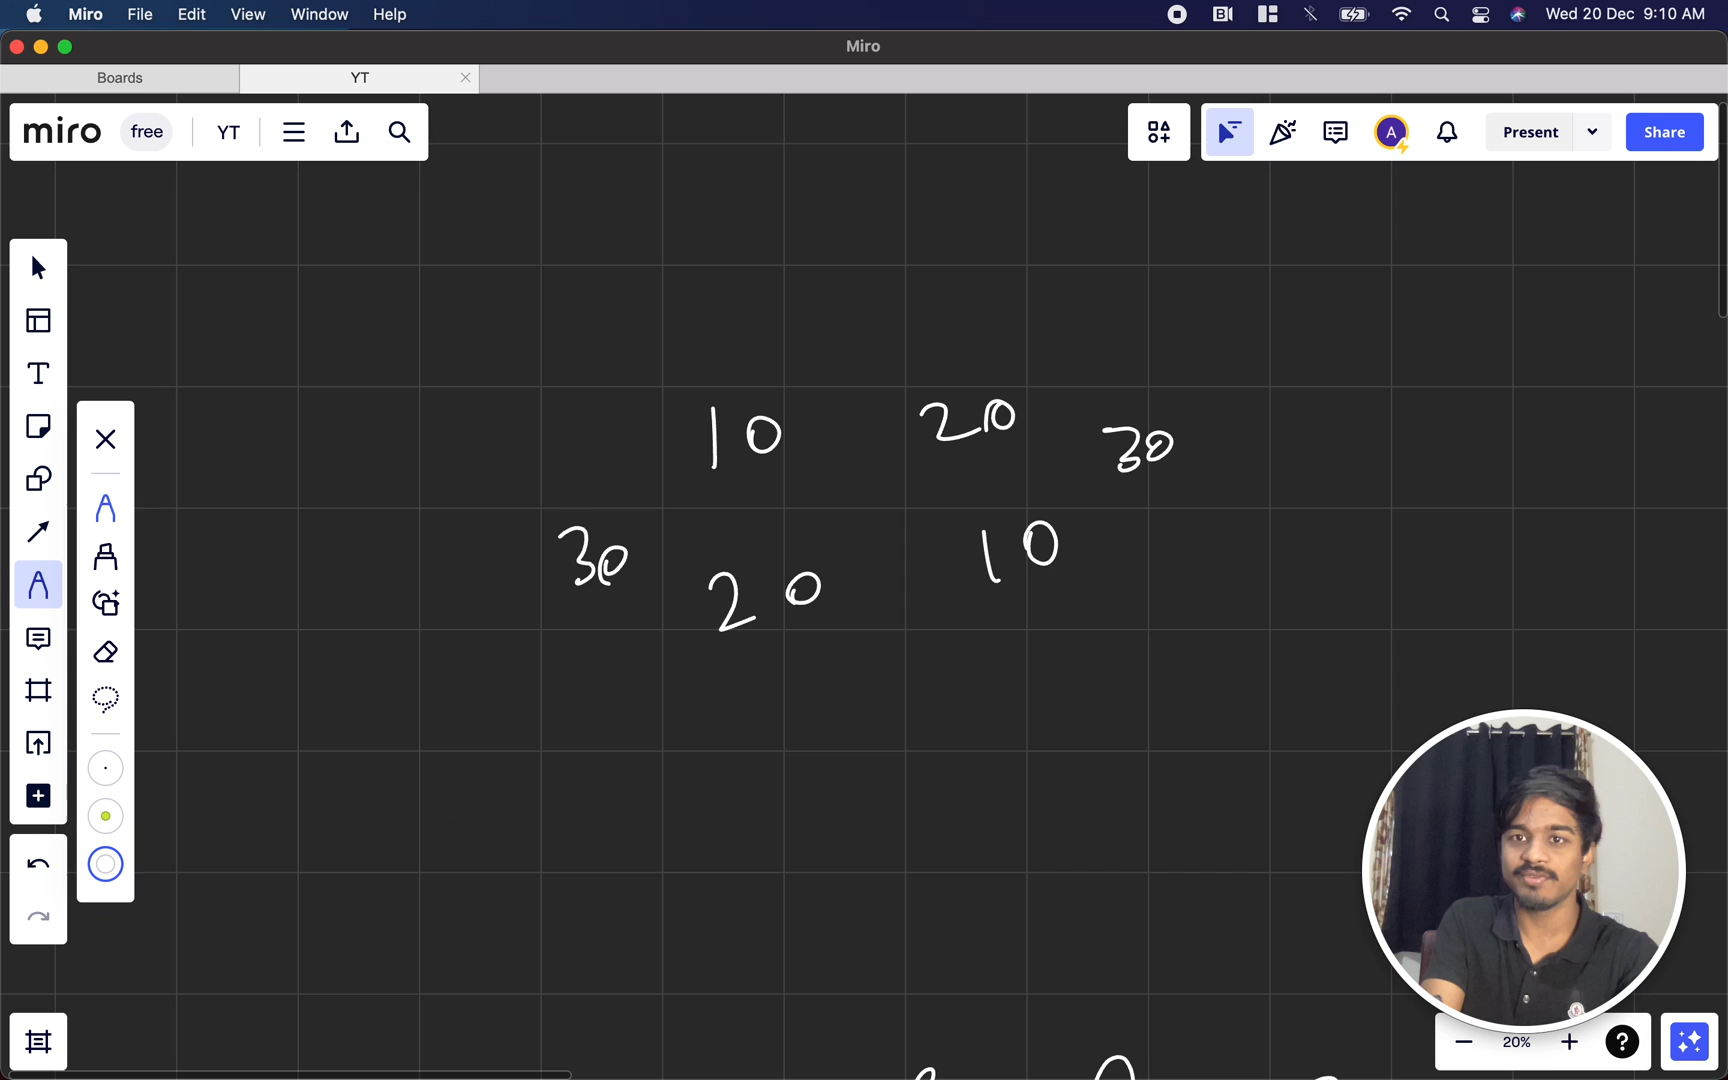 Miro File Edit View Window Help Wed 20 Dec 9:10 AM
Miro
Boards YT
miro free YT Present Share
A
10 20 30
30 20 10
20%
?